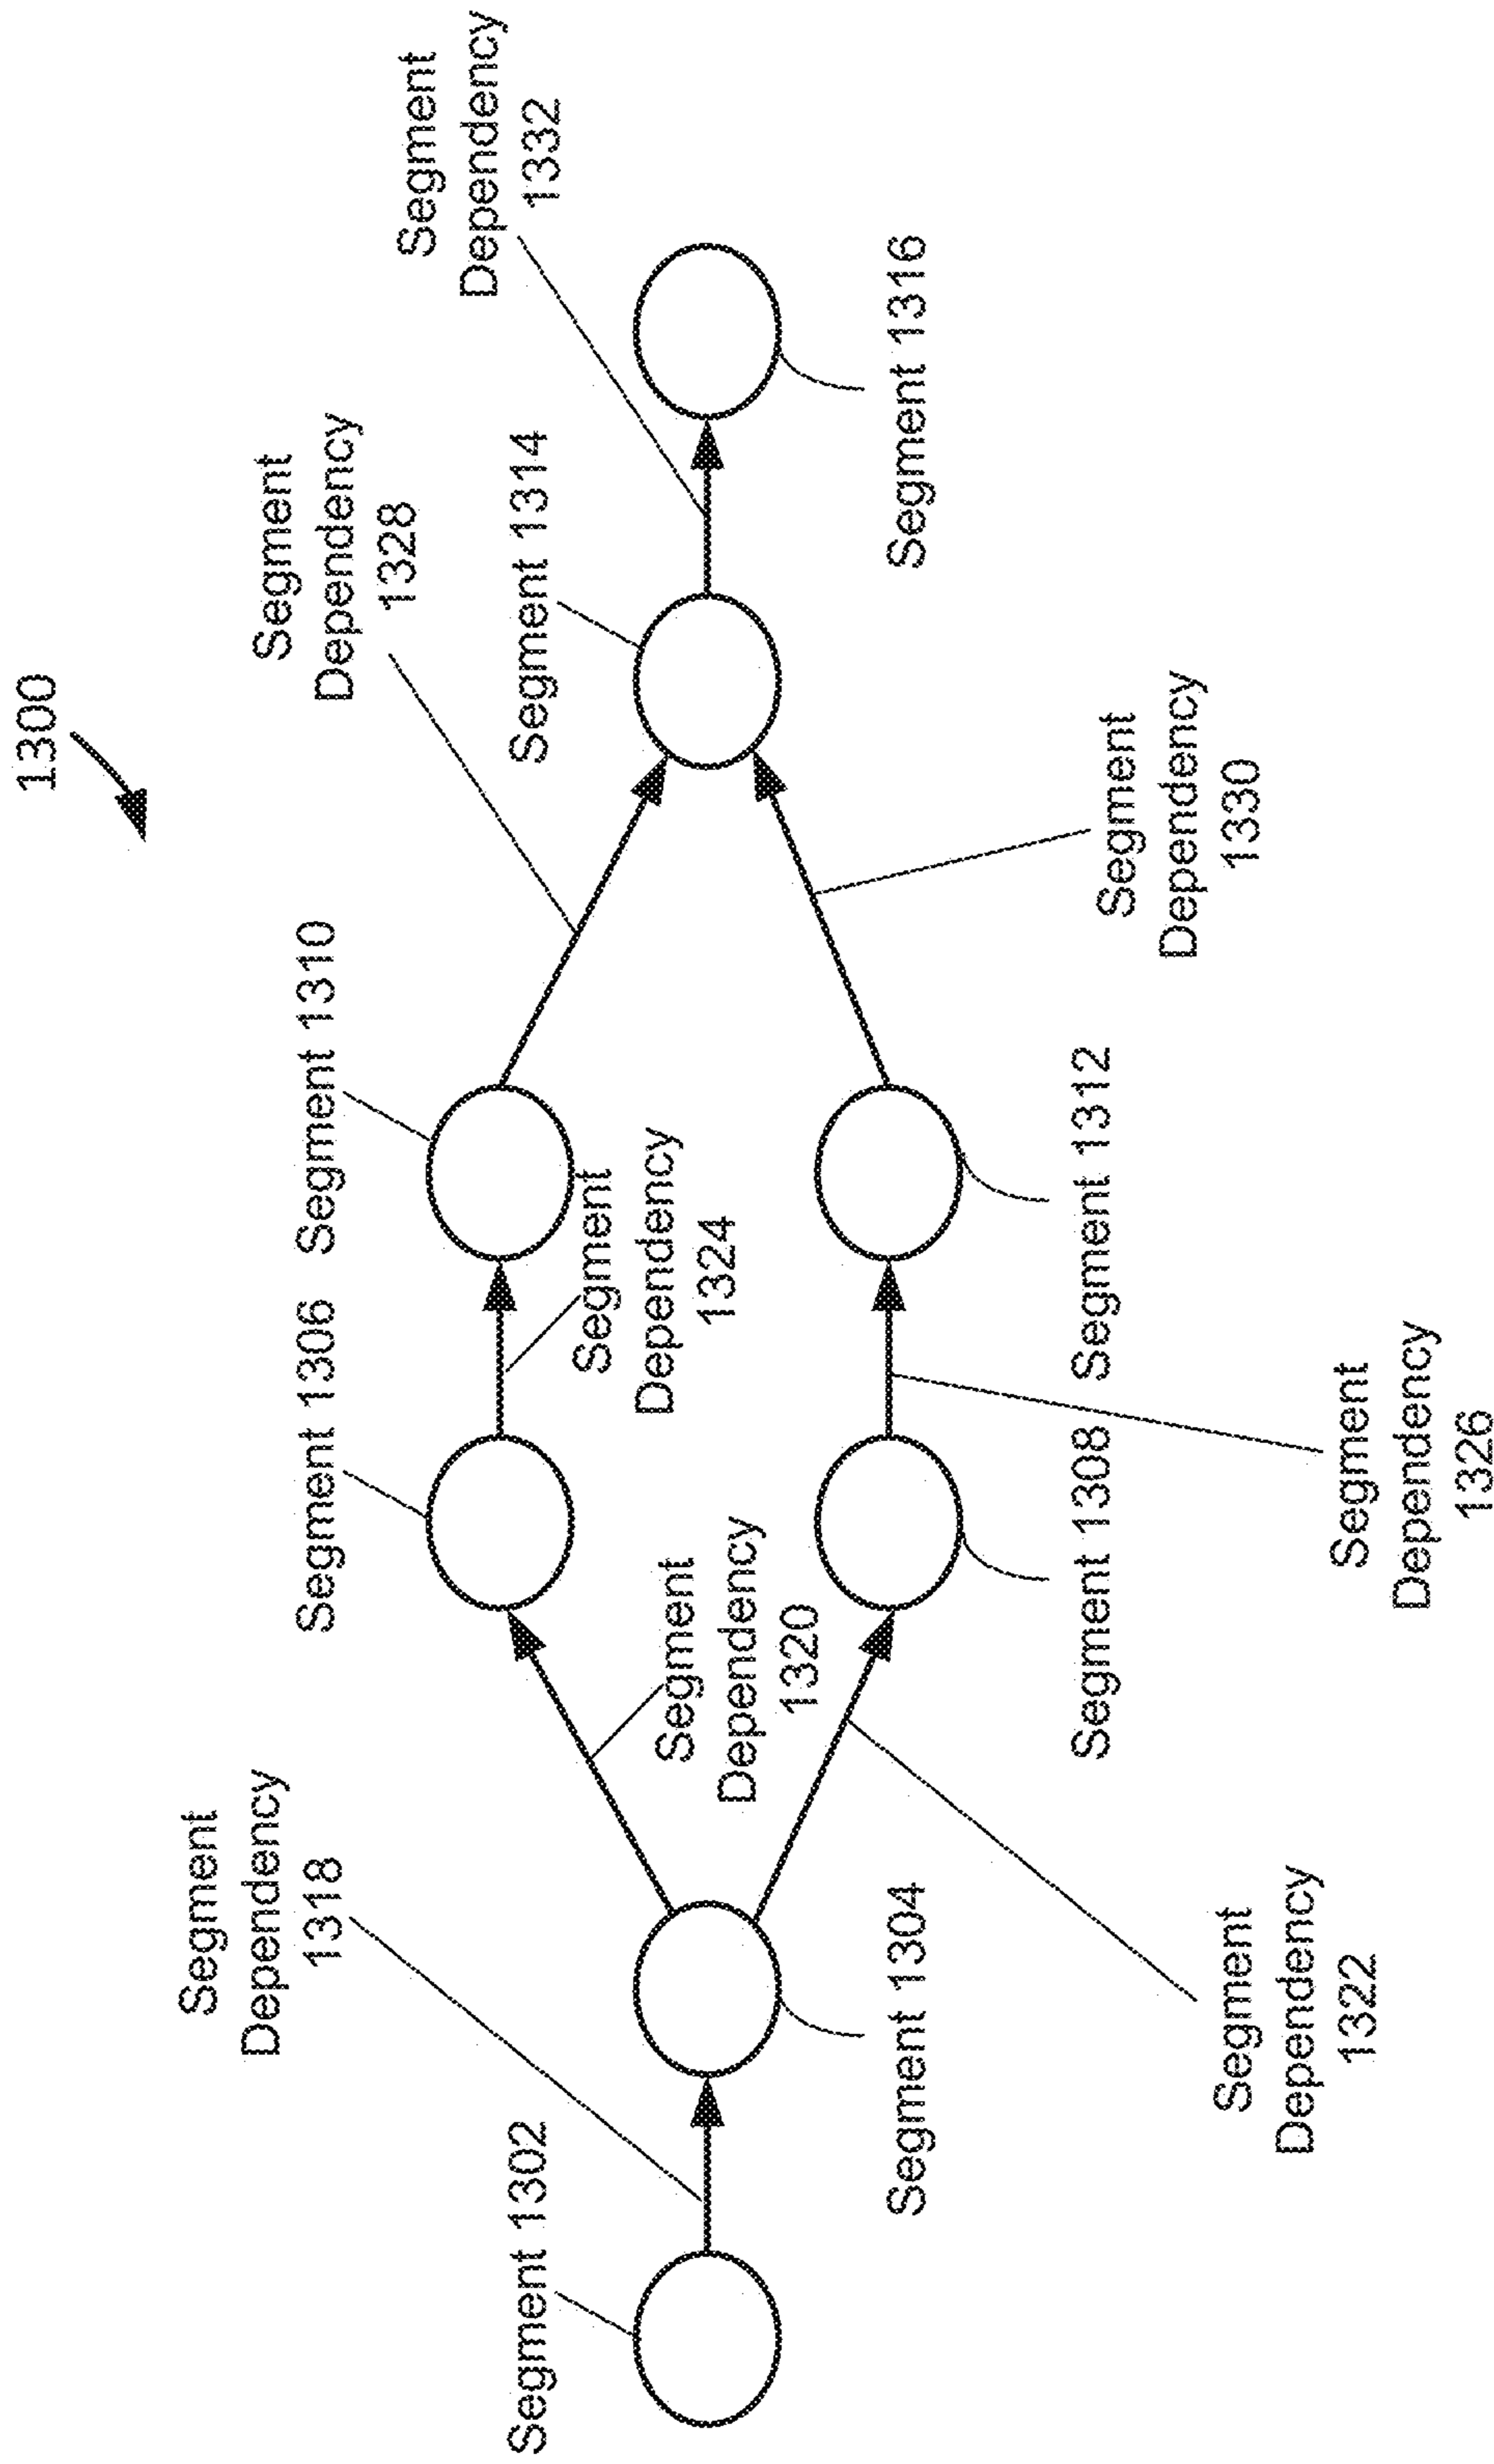 1300
Segment
Dependency
1318
Segment 1302
Segment 1304
Segment
Dependency
1320
Segment
Dependency
1322
Segment 1306
Segment 1308
Segment
Dependency
1324
Segment
Dependency
1326
Segment 1310
Segment 1312
Segment
Dependency
1328
Segment
Dependency
1330
Segment 1314
Segment
Dependency
1332
Segment 1316